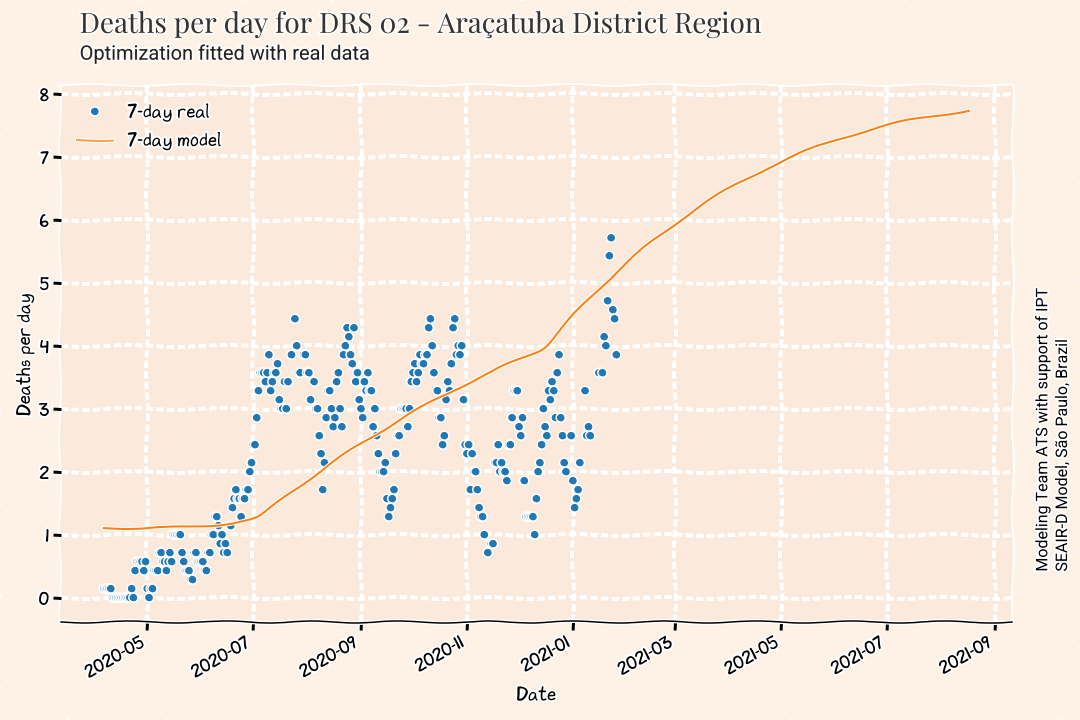 Deaths per day for DRS 02 - Araçatuba District Region
Optimization fitted with real data
7-day real
7-day model
8
7
6
5
4
3
2
1
0
Deaths per day
2020-05
2020-07
2020-09
2020-11
2021-01
2021-03
2021-05
2021-07
2021-09
Date
Modeling Team ATS with support of IPT
SEAIR-D Model, São Paulo, Brazil